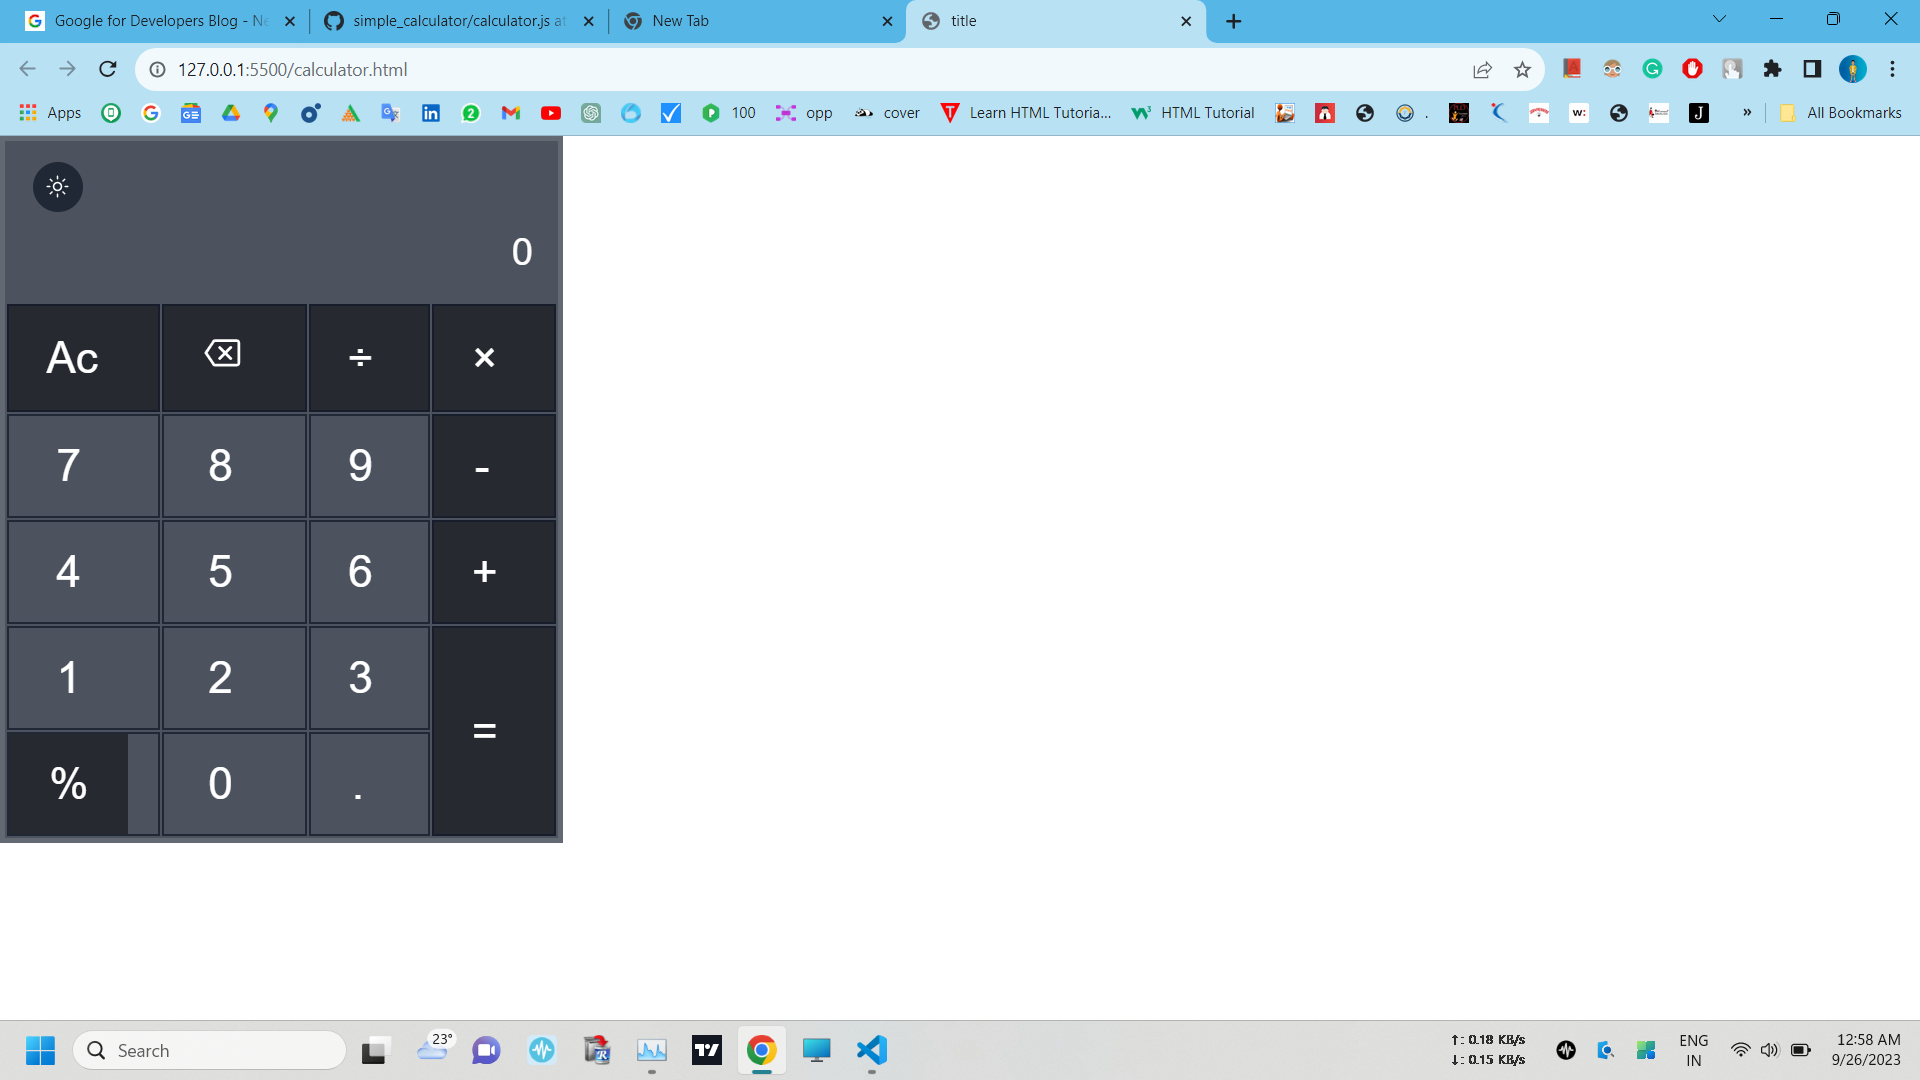 Google for Developers Blog - Ne
simple_calculator/calculator.js at
New Tab
title
127.0.0.1:5500/calculator.html
Apps
100
opp
cover
Learn HTML Tutoria...
HTML Tutorial
.
»
All Bookmarks
0
Ac
÷
×
7
8
9
-
4
5
6
+
1
2
3
=
%
0
.
Search
23°
↑: 0.18 KB/s
↓: 0.15 KB/s
ENG
IN
12:58 AM
9/26/2023